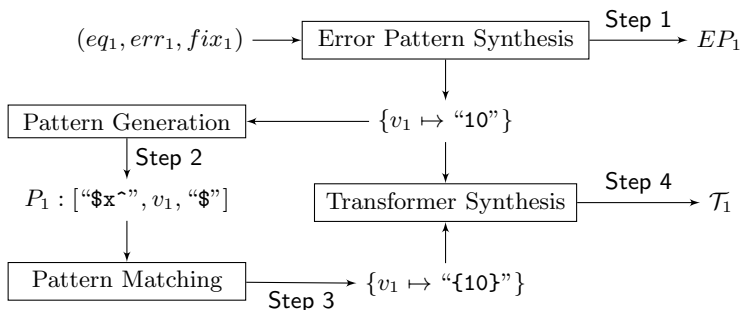 (eq₁, err₁, fix₁) Error Pattern Synthesis Step 1 EP₁
Pattern Generation {v₁ ↦ “10”}
Step 2
P₁ : [“$x^”, v₁, “$”] Transformer Synthesis Step 4 𝒯₁
Pattern Matching Step 3 {v₁ ↦ “{10}”}